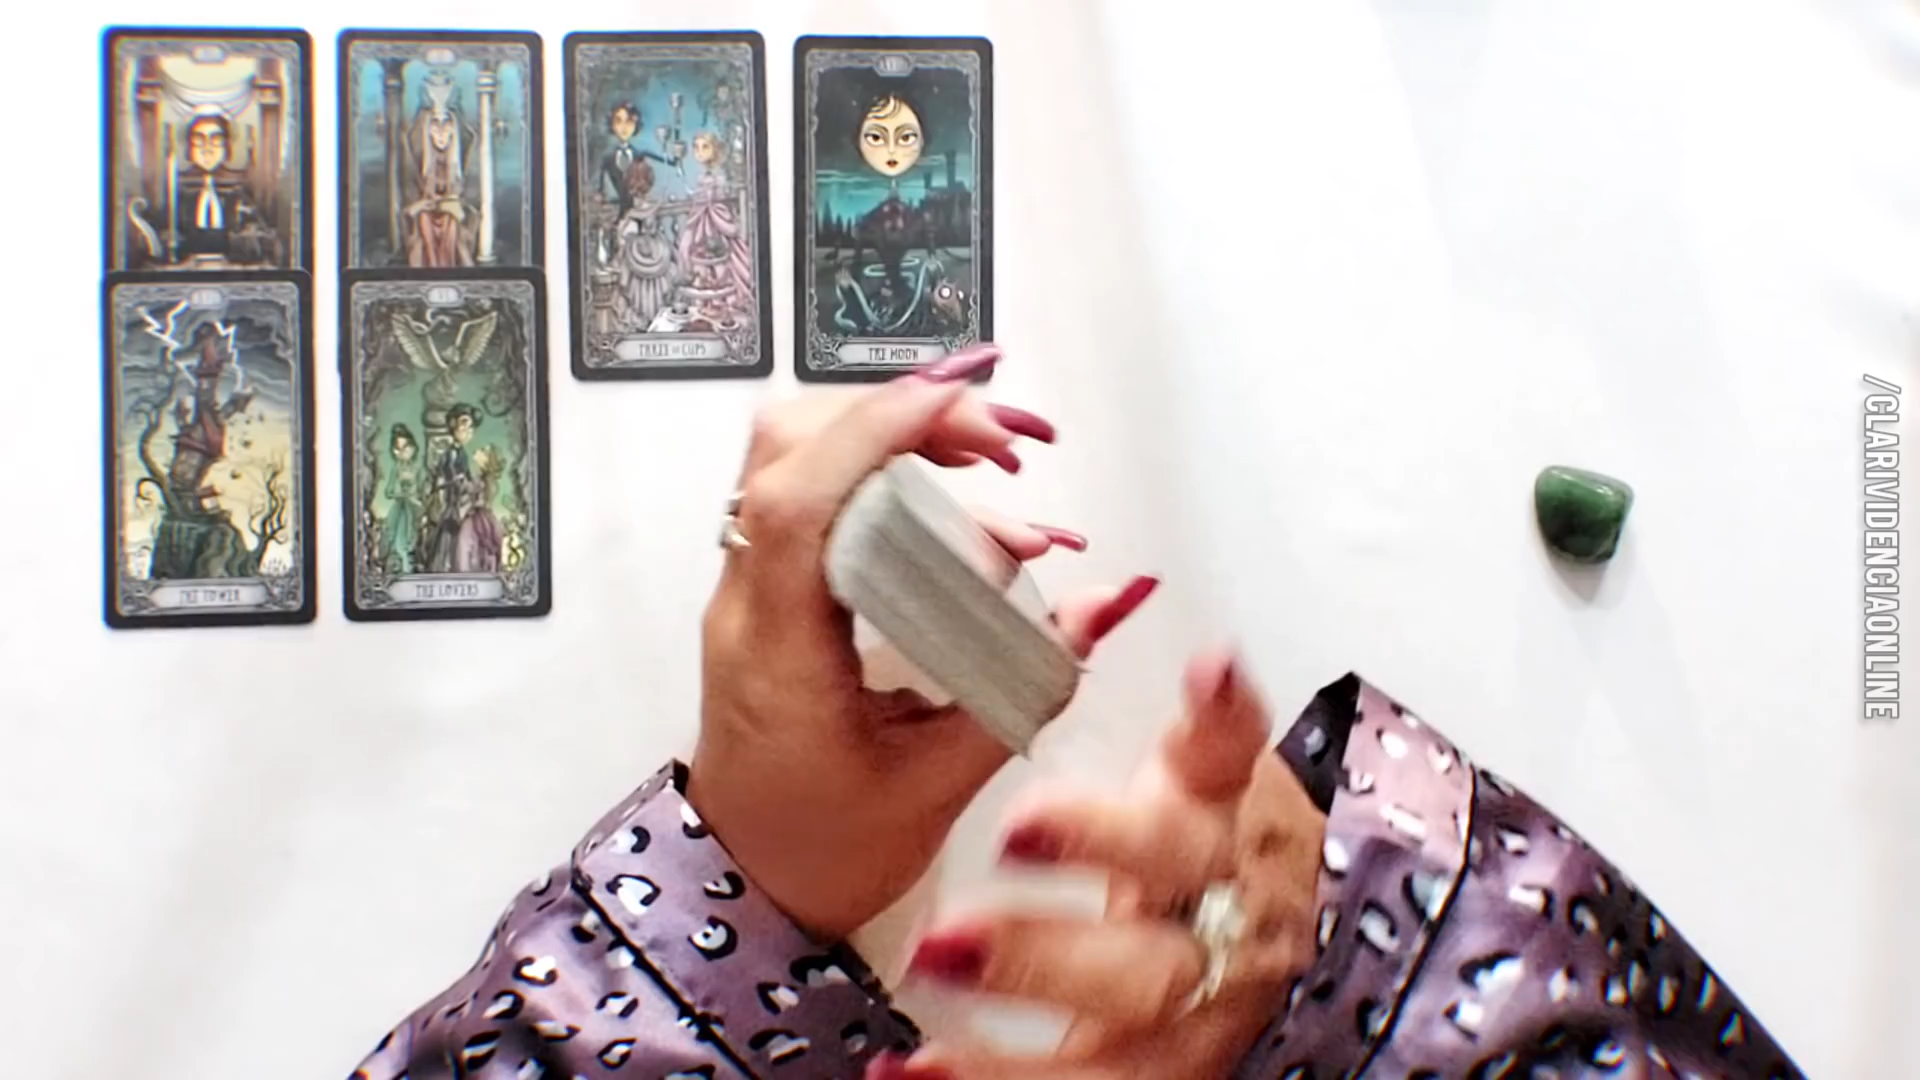 THREE OF CUPS
THE MOON
THE TOWER
THE LOVERS
/CLARIVIDENCIAONLINE